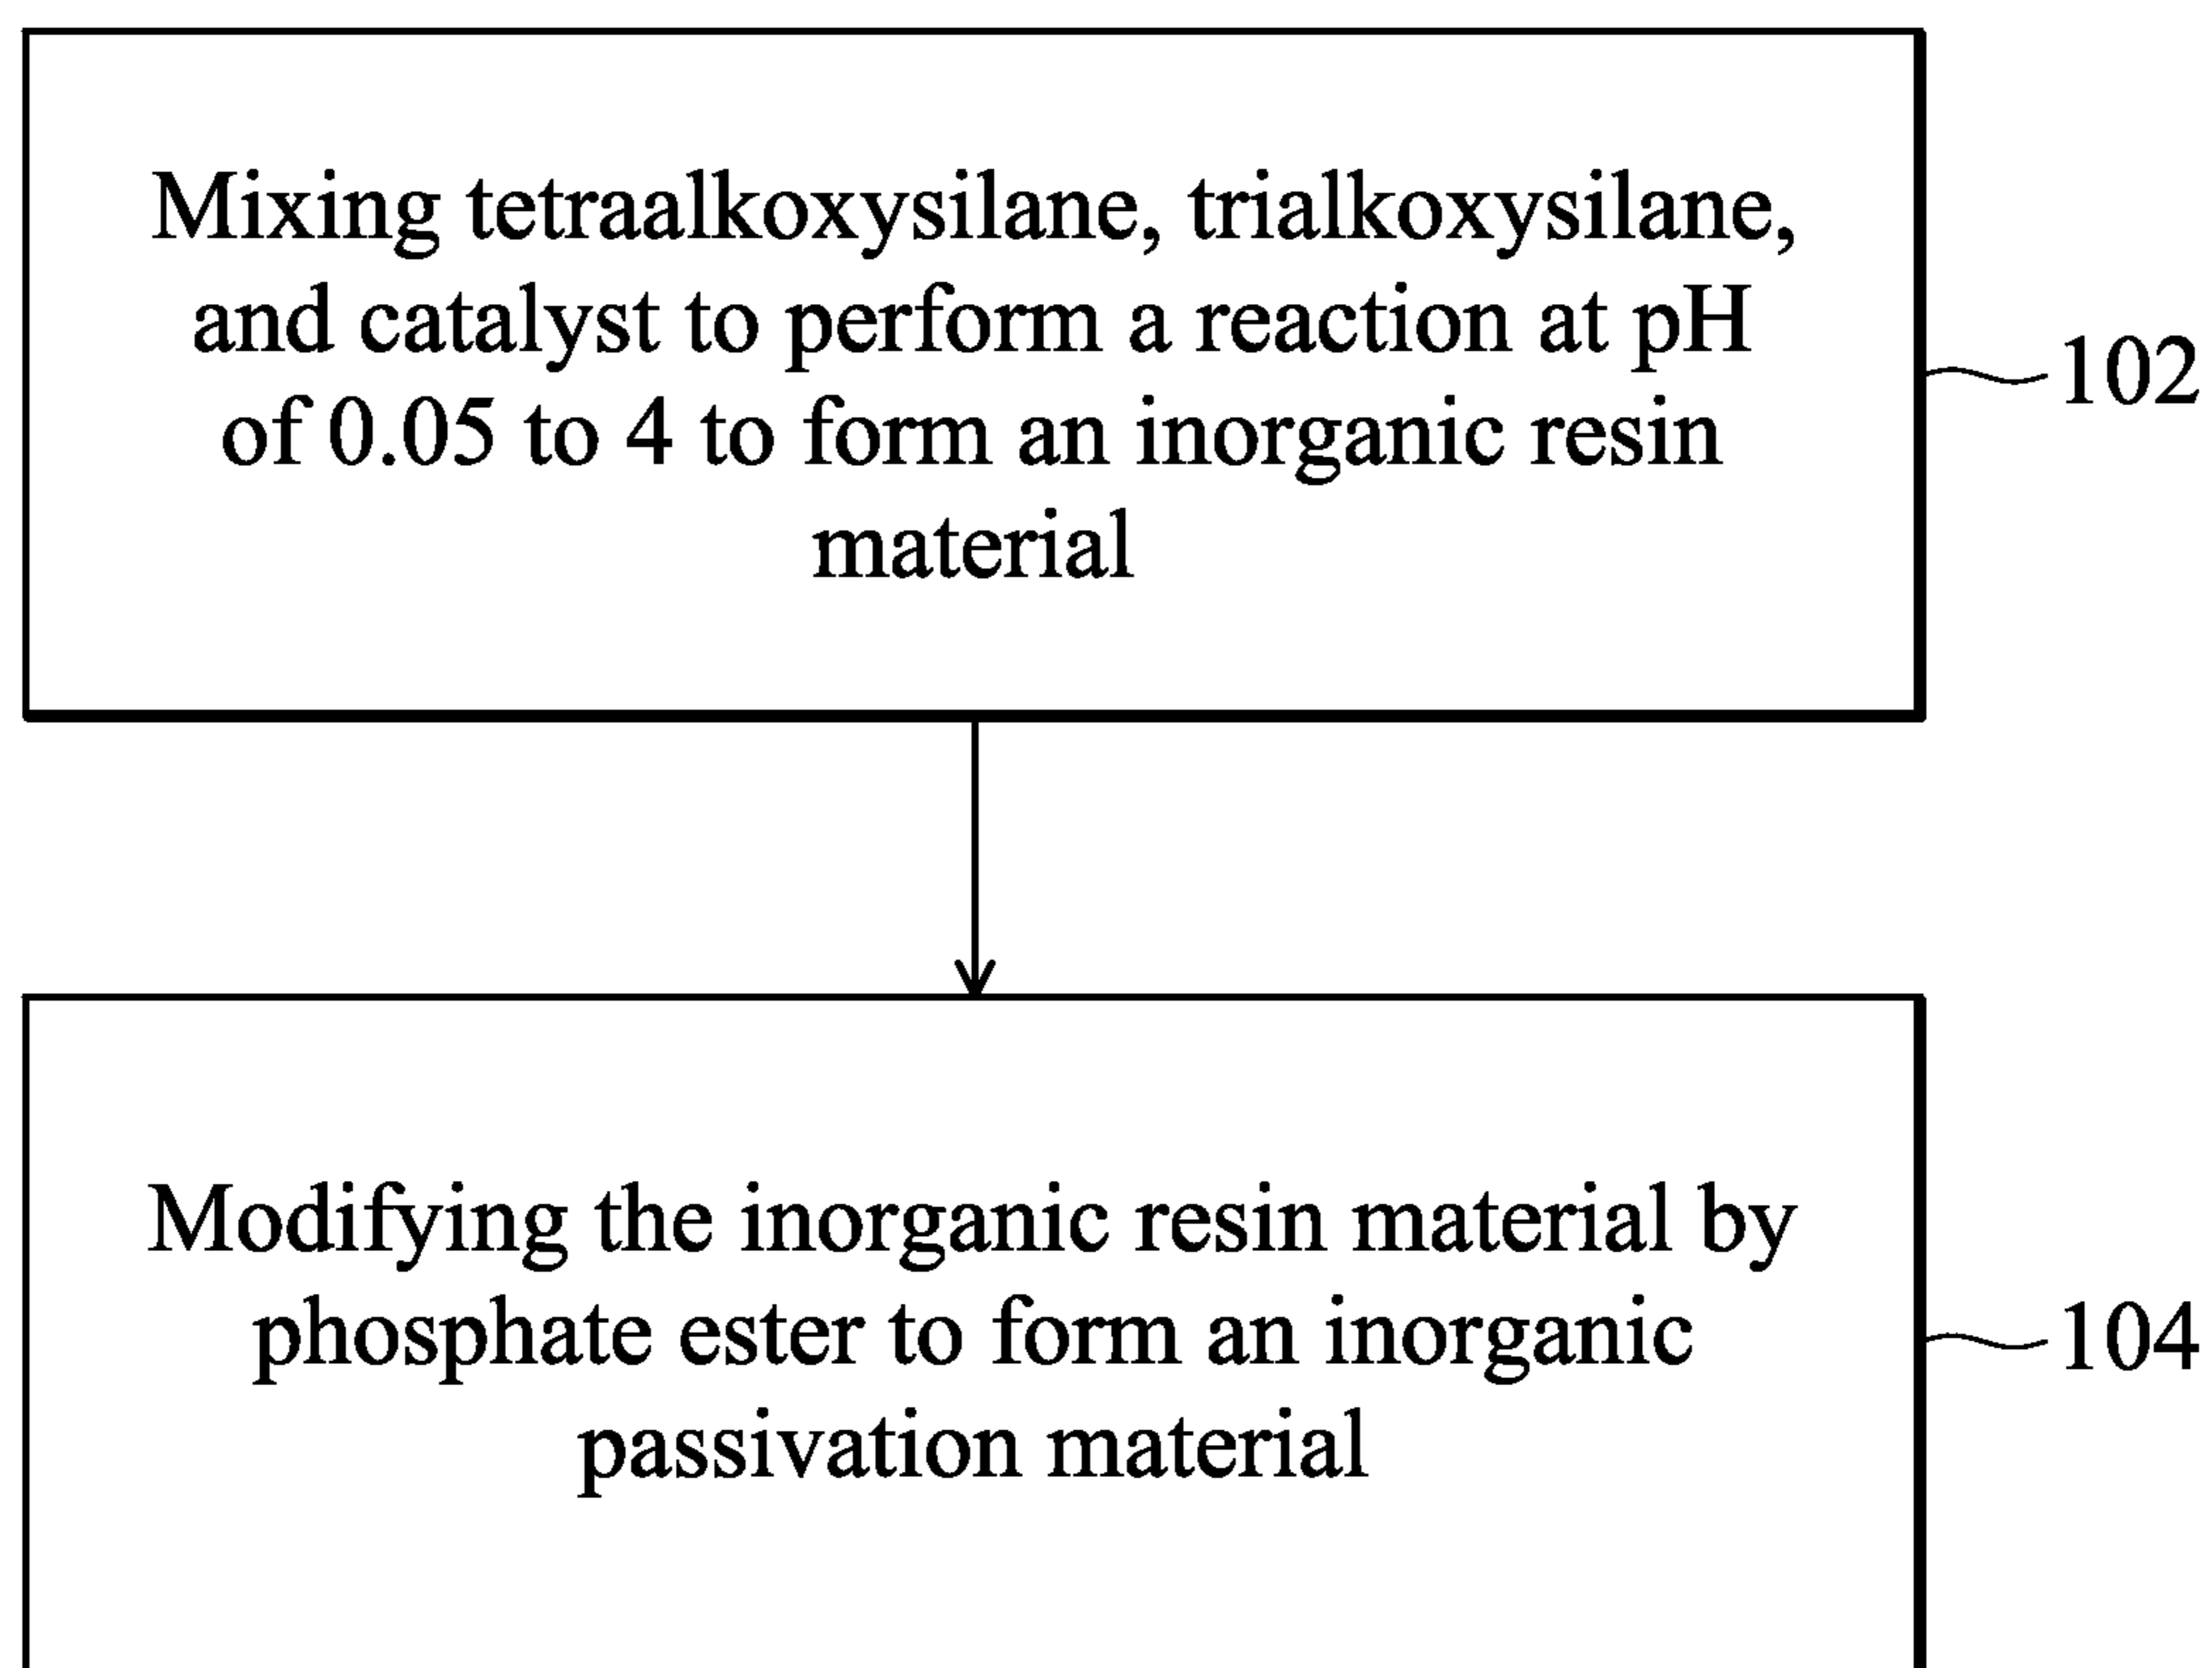 Mixing tetraalkoxysilane, trialkoxysilane,
and catalyst to perform a reaction at pH
of 0.05 to 4 to form an inorganic resin
material
102
Modifying the inorganic resin material by
phosphate ester to form an inorganic
passivation material
104